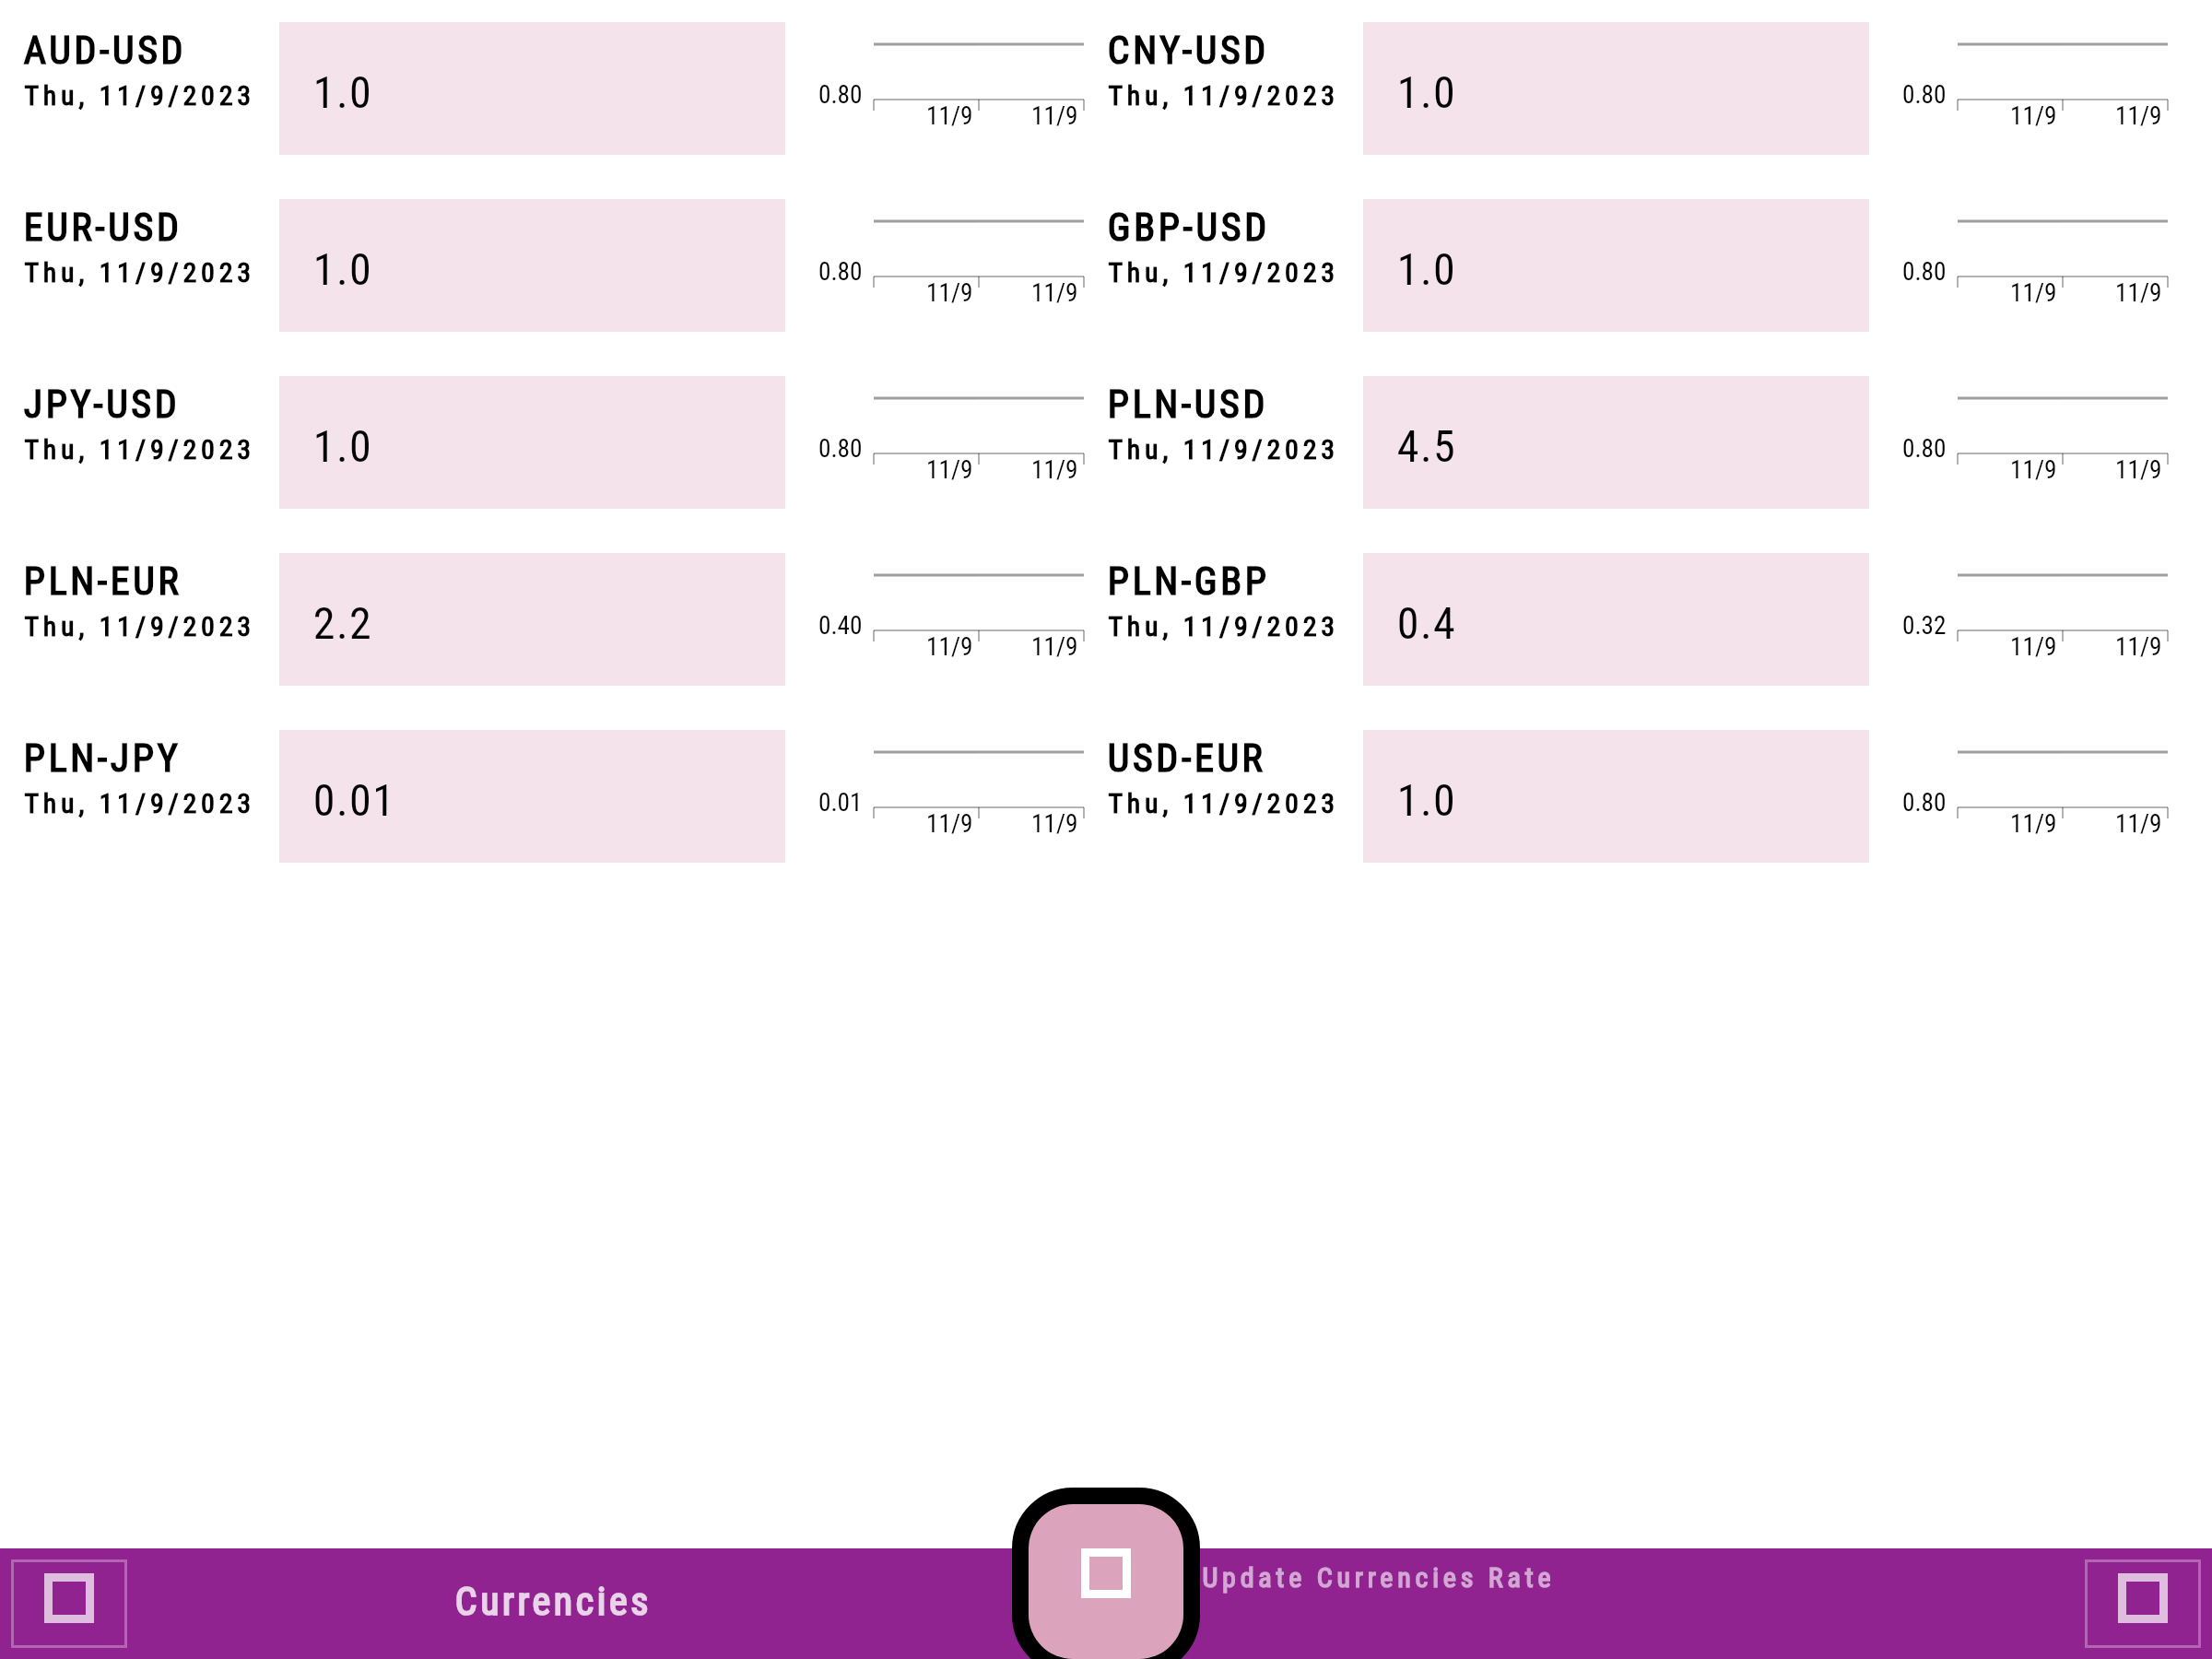 AUD-USD
Thu, 11/9/2023
1.0
0.80
11/9 11/9
CNY-USD
Thu, 11/9/2023
1.0
0.80
11/9 11/9
EUR-USD
Thu, 11/9/2023
1.0
0.80
11/9 11/9
GBP-USD
Thu, 11/9/2023
1.0
0.80
11/9 11/9
JPY-USD
Thu, 11/9/2023
1.0
0.80
11/9 11/9
PLN-USD
Thu, 11/9/2023
4.5
0.80
11/9 11/9
PLN-EUR
Thu, 11/9/2023
2.2
0.40
11/9 11/9
PLN-GBP
Thu, 11/9/2023
0.4
0.32
11/9 11/9
PLN-JPY
Thu, 11/9/2023
0.01
0.01
11/9 11/9
USD-EUR
Thu, 11/9/2023
1.0
0.80
11/9 11/9
Currencies
Update Currencies Rate